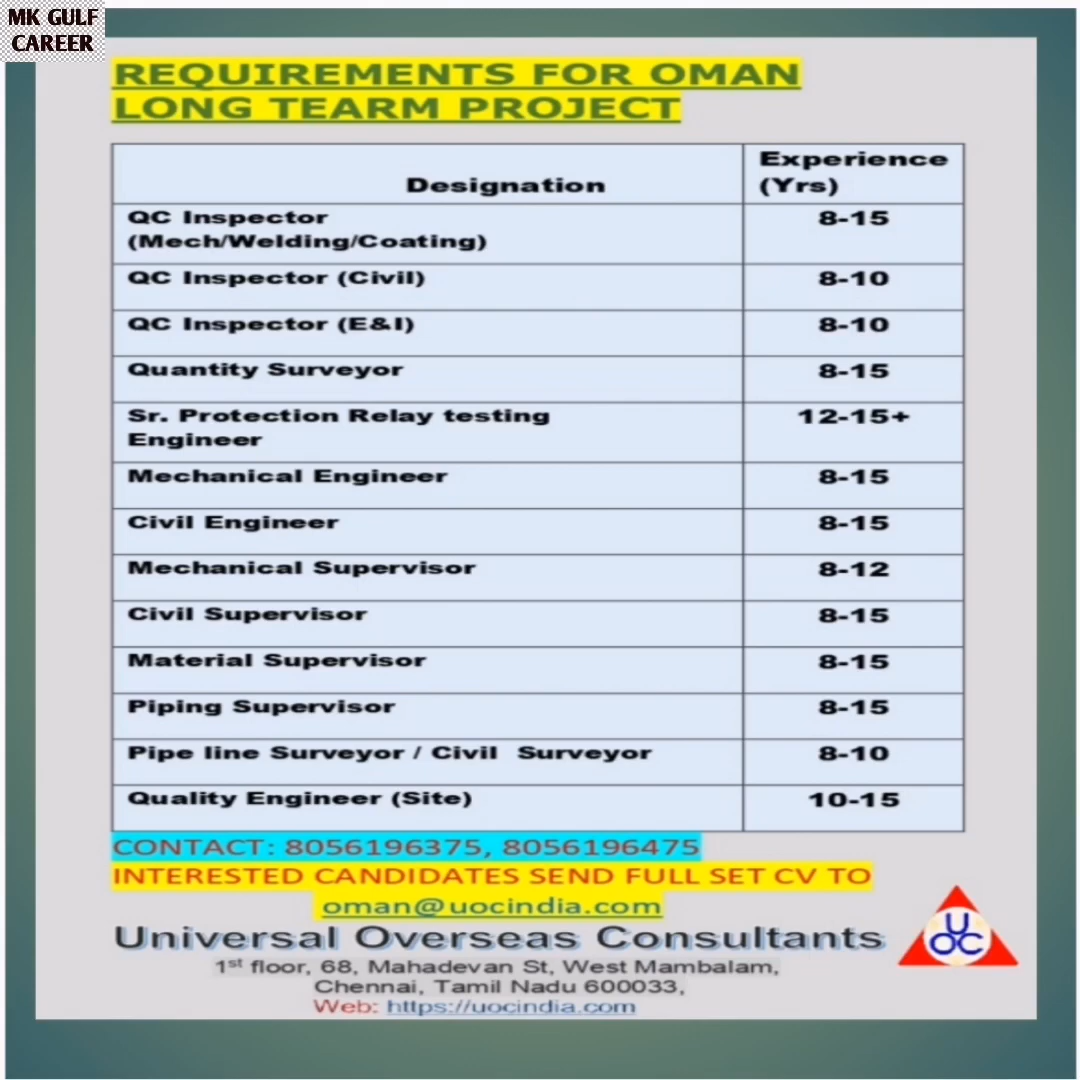 MK GULF
CAREER
REQUIREMENTS FOR OMAN
LONG TEARM PROJECT
Designation
Experience
(Yrs)
QC Inspector
(Mech/Welding/Coating)
8-15
QC Inspector (Civil)
8-10
QC Inspector (E&I)
8-10
Quantity Surveyor
8-15
Sr. Protection Relay testing
Engineer
12-15+
Mechanical Engineer
8-15
Civil Engineer
8-15
Mechanical Supervisor
8-12
Civil Supervisor
8-15
Material Supervisor
8-15
Piping Supervisor
8-15
Pipe line Surveyor / Civil Surveyor
8-10
Quality Engineer (Site)
10-15
CONTACT: 8056196375, 8056196475
INTERESTED CANDIDATES SEND FULL SET CV TO
oman@uocindia.com
Universal Overseas Consultants
UOC
1st floor, 68, Mahadevan St, West Mambalam,
Chennai, Tamil Nadu 600033,
Web: https://uocindia.com